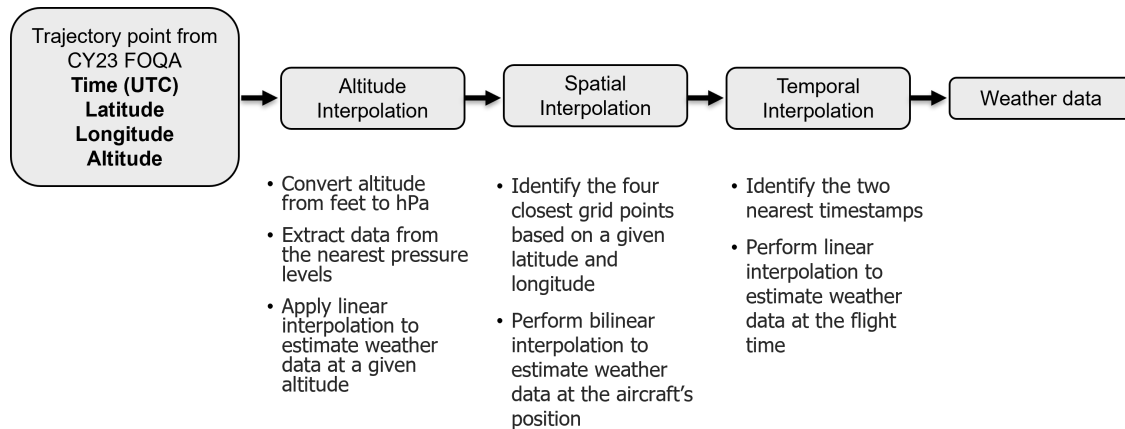 Trajectory point from
CY23 FOQA
Time (UTC)
Latitude
Longitude
Altitude
Altitude
Interpolation
Spatial
Interpolation
Temporal
Interpolation
Weather data
• Convert altitude
from feet to hPa
• Extract data from
the nearest pressure
levels
• Apply linear
interpolation to
estimate weather
data at a given
altitude
• Identify the four
closest grid points
based on a given
latitude and
longitude
• Perform bilinear
interpolation to
estimate weather
data at the aircraft's
position
• Identify the two
nearest timestamps
• Perform linear
interpolation to
estimate weather
data at the flight
time